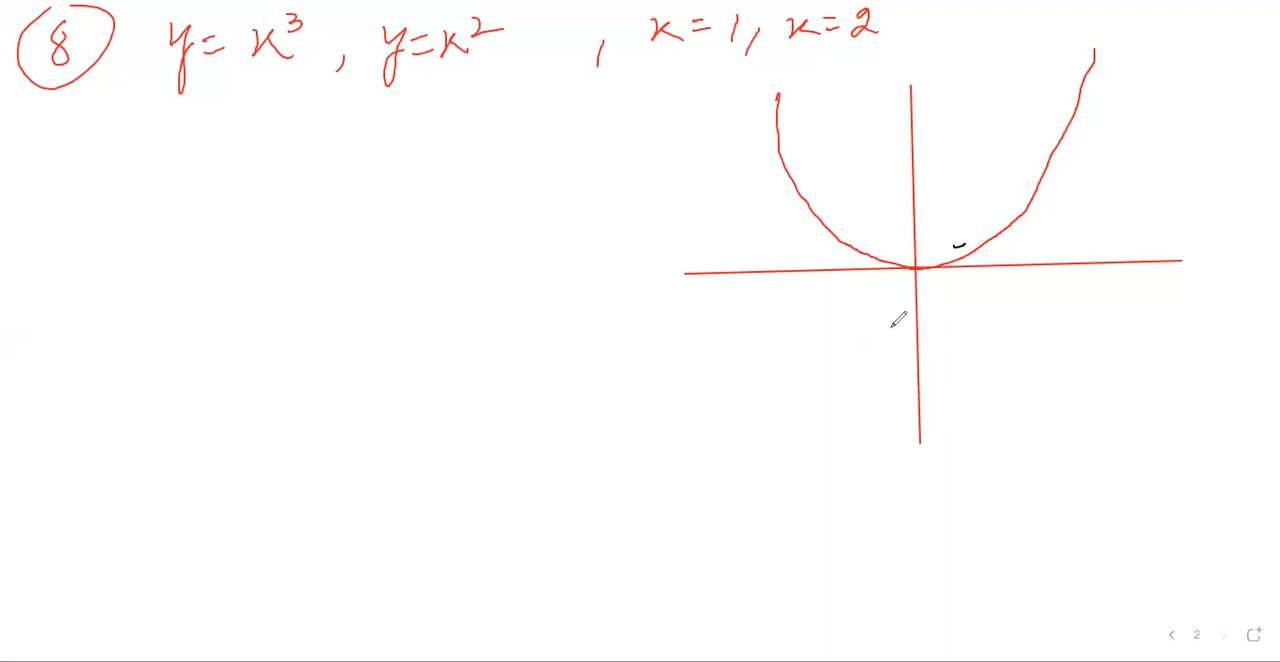 8 y = x³, y = x² , x = 1, x = 2
2